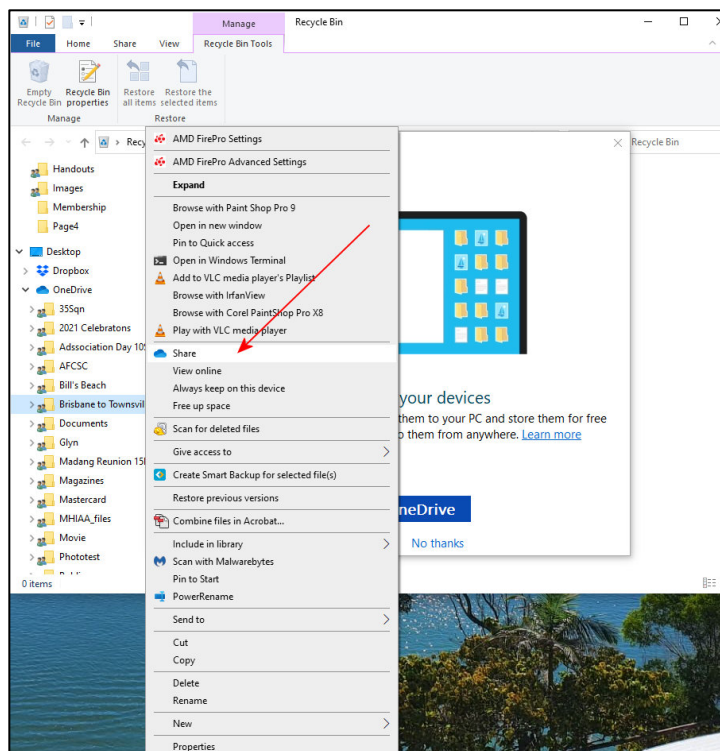 Manage
Recycle Bin
File
Home
Share
View
Recycle Bin Tools
Empty
Recycle Bin
Recycle Bin
properties
Restore
all items
Restore the
selected items
Manage
Restore
Recycle Bin
Handouts
Images
Membership
Page4
Desktop
Dropbox
OneDrive
35Sqn
2021 Celebratons
Adssociation Day
AFCSC
Bill's Beach
Brisbane to Townsvil
Documents
Glyn
Madang Reunion
Magazines
Mastercard
MHIAA_files
Movie
Phototest
0 items
AMD FirePro Settings
AMD FirePro Advanced Settings
Expand
Browse with Paint Shop Pro 9
Open in new window
Pin to Quick access
Open in Windows Terminal
Add to VLC media player's Playlist
Browse with IrfanView
Browse with Corel PaintShop Pro X8
Play with VLC media player
Share
View online
Always keep on this device
Free up space
Scan for deleted files
Give access to
Create Smart Backup for selected file(s)
Restore previous versions
Combine files in Acrobat...
Include in library
Scan with Malwarebytes
Pin to Start
PowerRename
Send to
Cut
Copy
Delete
Rename
New
Properties
your devices
them to your PC and store them for free
o them from anywhere. Learn more
neDrive
No thanks